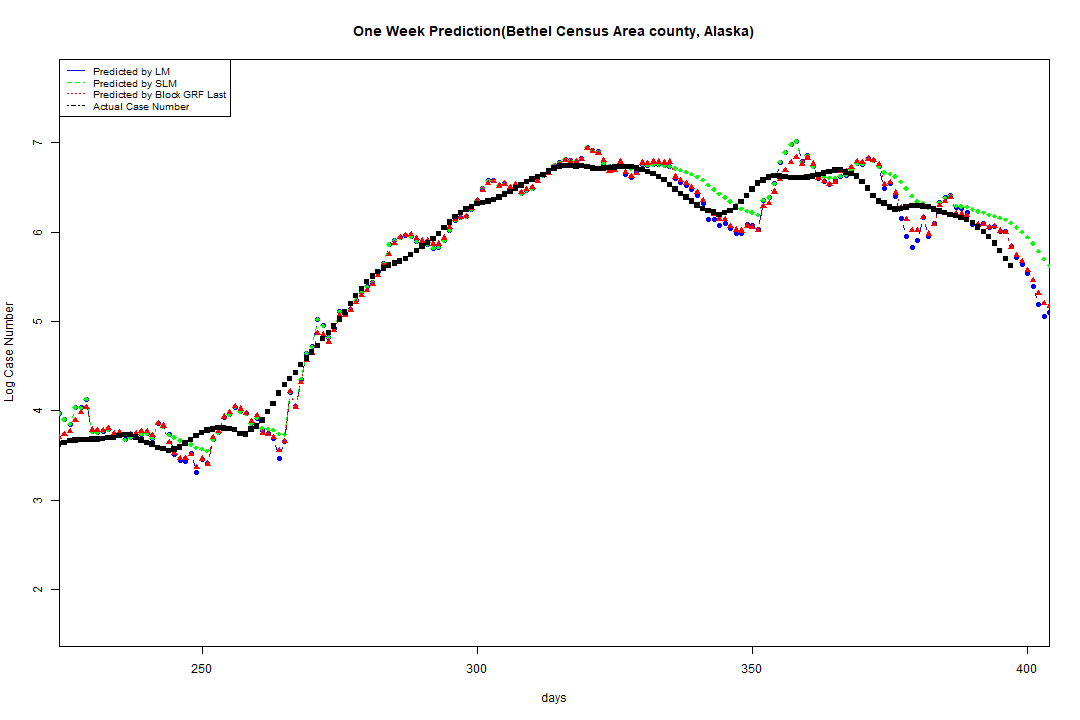 One Week Prediction(Bethel Census Area county, Alaska)
Predicted by LM
Predicted by SLM
Predicted by Block GRF Last
Actual Case Number
7
6
5
4
3
2
Log Case Number
250 300 350 400
days